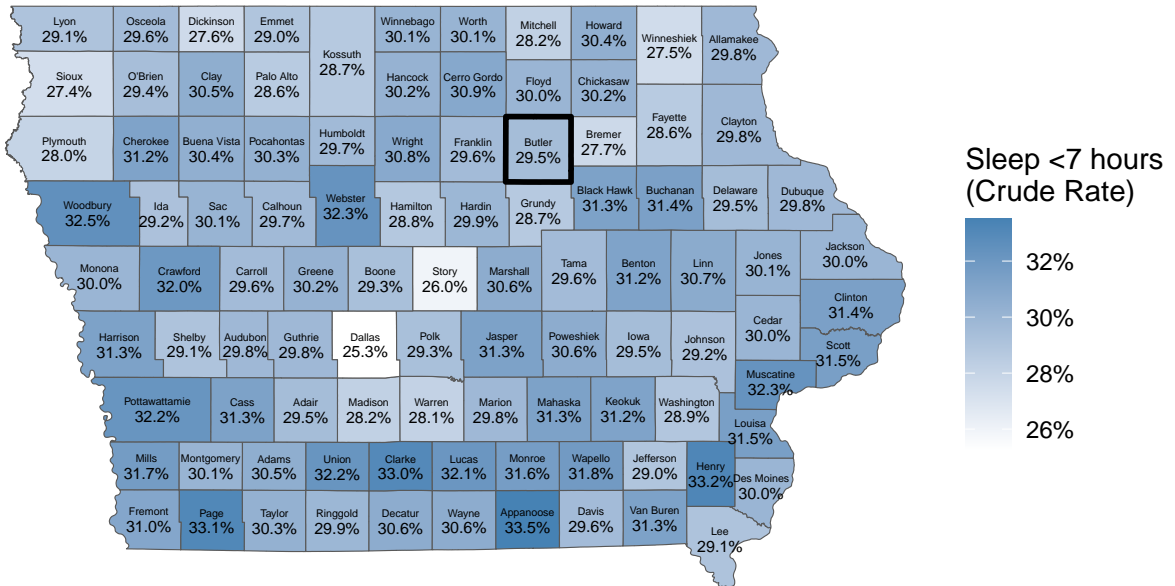 Lyon
29.1%
Osceola
29.6%
Dickinson
27.6%
Emmet
29.0%
Kossuth
28.7%
Winnebago
30.1%
Worth
30.1%
Mitchell
28.2%
Howard
30.4%
Winneshiek
27.5%
Allamakee
29.8%
Sioux
27.4%
O'Brien
29.4%
Clay
30.5%
Palo Alto
28.6%
Hancock
30.2%
Cerro Gordo
30.9%
Floyd
30.0%
Chickasaw
30.2%
Fayette
28.6%
Clayton
29.8%
Plymouth
28.0%
Cherokee
31.2%
Buena Vista
30.4%
Pocahontas
30.3%
Humboldt
29.7%
Wright
30.8%
Franklin
29.6%
Butler
29.5%
Bremer
27.7%
Woodbury
32.5%
Ida
29.2%
Sac
30.1%
Calhoun
29.7%
Webster
32.3%
Hamilton
28.8%
Hardin
29.9%
Grundy
28.7%
Black Hawk
31.3%
Buchanan
31.4%
Delaware
29.5%
Dubuque
29.8%
Monona
30.0%
Crawford
32.0%
Carroll
29.6%
Greene
30.2%
Boone
29.3%
Story
26.0%
Marshall
30.6%
Tama
29.6%
Benton
31.2%
Linn
30.7%
Jones
30.1%
Jackson
30.0%
Clinton
31.4%
Cedar
30.0%
Scott
31.5%
Harrison
31.3%
Shelby
29.1%
Audubon
29.8%
Guthrie
29.8%
Dallas
25.3%
Polk
29.3%
Jasper
31.3%
Poweshiek
30.6%
Iowa
29.5%
Johnson
29.2%
Muscatine
32.3%
Pottawattamie
32.2%
Cass
31.3%
Adair
29.5%
Madison
28.2%
Warren
28.1%
Marion
29.8%
Mahaska
31.3%
Keokuk
31.2%
Washington
28.9%
Louisa
31.5%
Mills
31.7%
Montgomery
30.1%
Adams
30.5%
Union
32.2%
Clarke
33.0%
Lucas
32.1%
Monroe
31.6%
Wapello
31.8%
Jefferson
29.0%
Henry
33.2%
Des Moines
30.0%
Fremont
31.0%
Page
33.1%
Taylor
30.3%
Ringgold
29.9%
Decatur
30.6%
Wayne
30.6%
Appanoose
33.5%
Davis
29.6%
Van Buren
31.3%
Lee
29.1%
Sleep <7 hours
(Crude Rate)
32%
30%
28%
26%